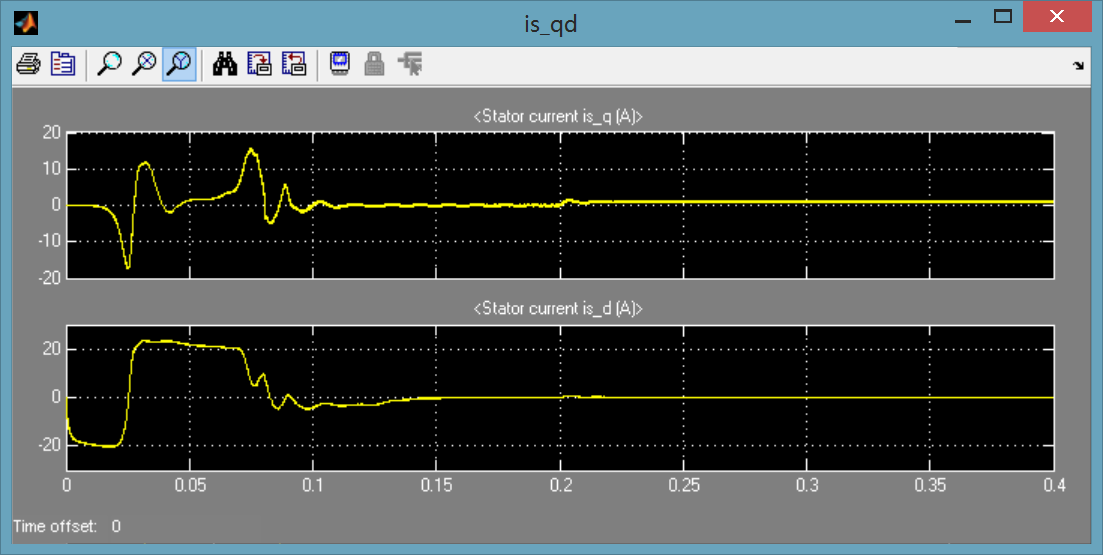 is_qd
<Stator current is_q (A)>
20
10
0
-10
-20
<Stator current is_d (A)>
20
0
-20
0 0.05 0.1 0.15 0.2 0.25 0.3 0.35 0.4
Time offset: 0